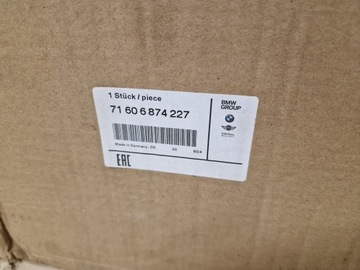 1 Stück / piece
71 60 6 874 227
BMW
GROUP
Made in Germany
EAC